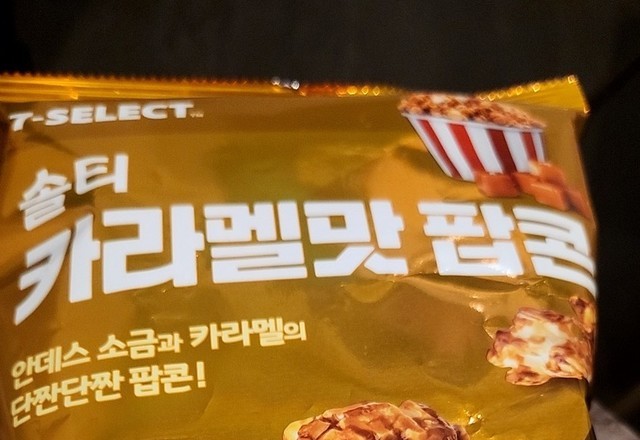 7-SELECT™
솔티
카라멜맛 팝콘
안데스 소금과 카라멜의
단짠단짠 팝콘!